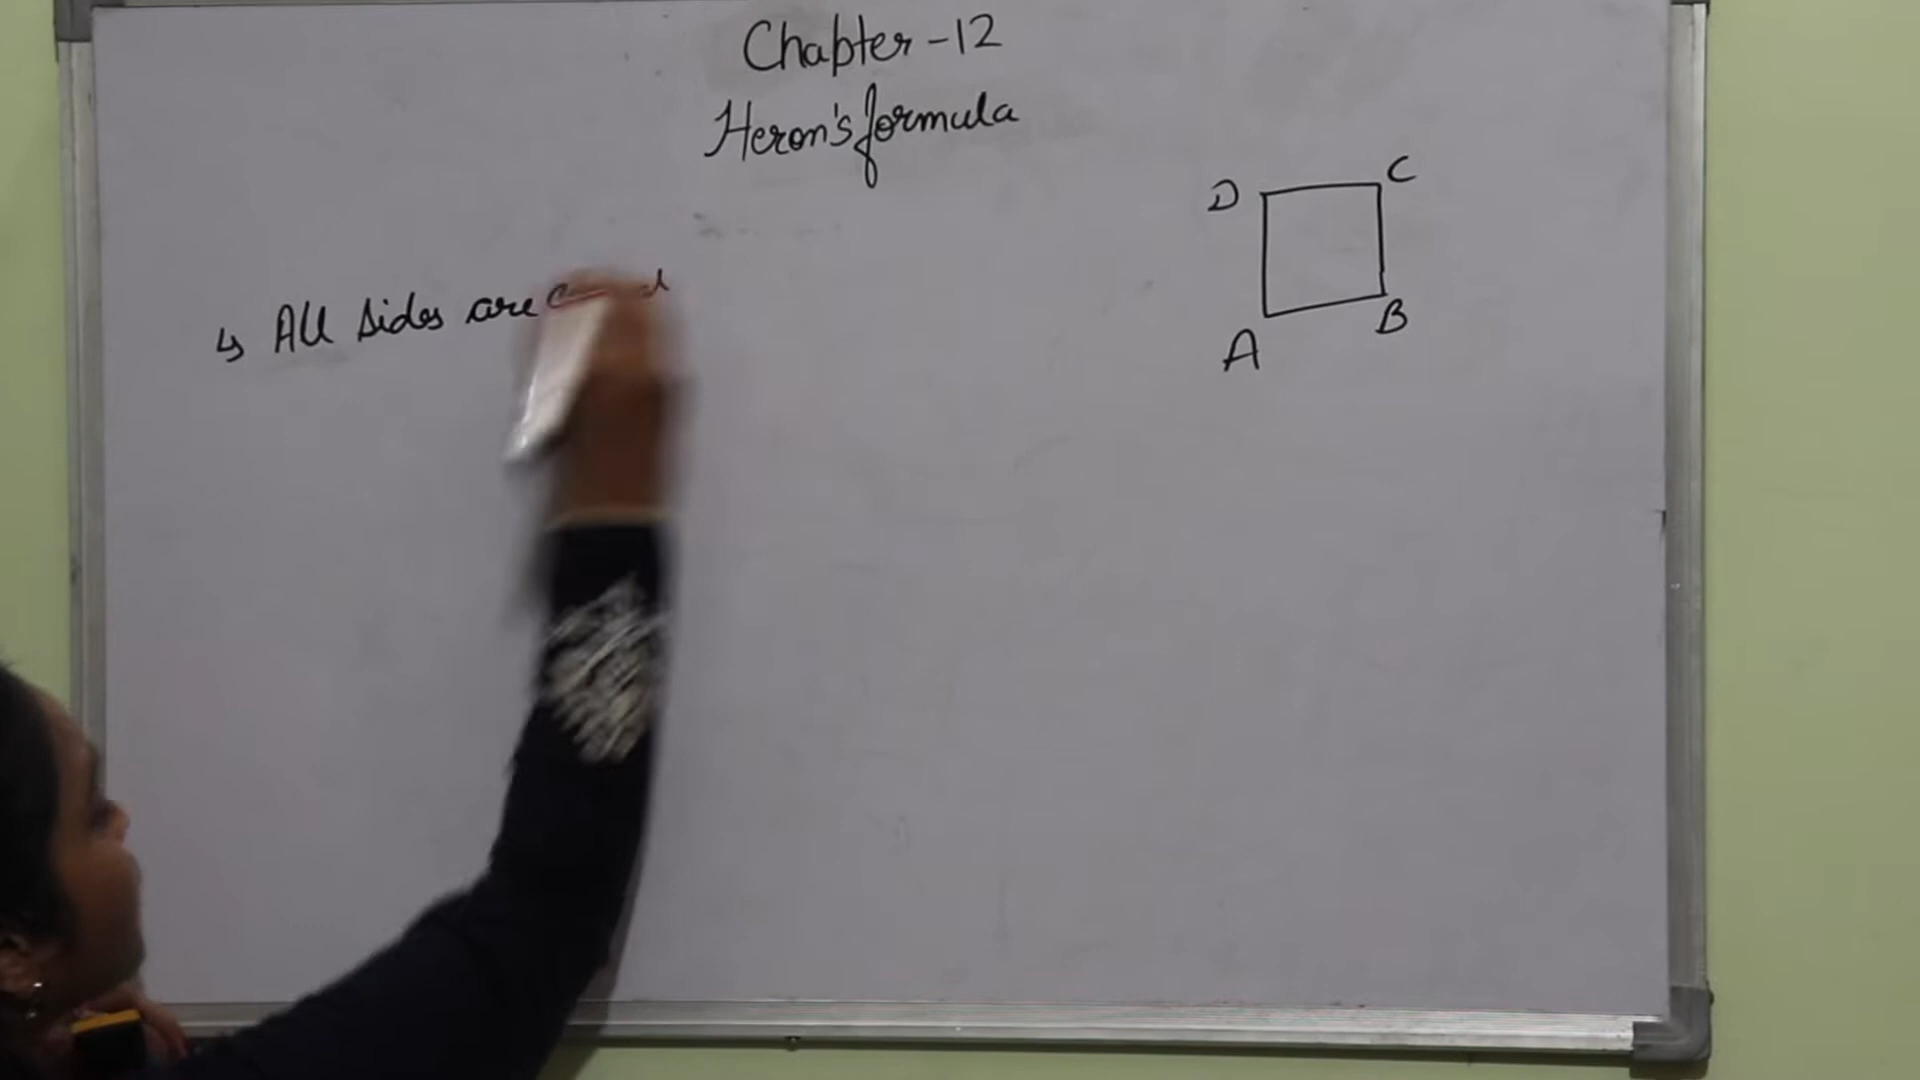 Chapter-12
Heron's formula
D
C
↳ All sides are
A
B